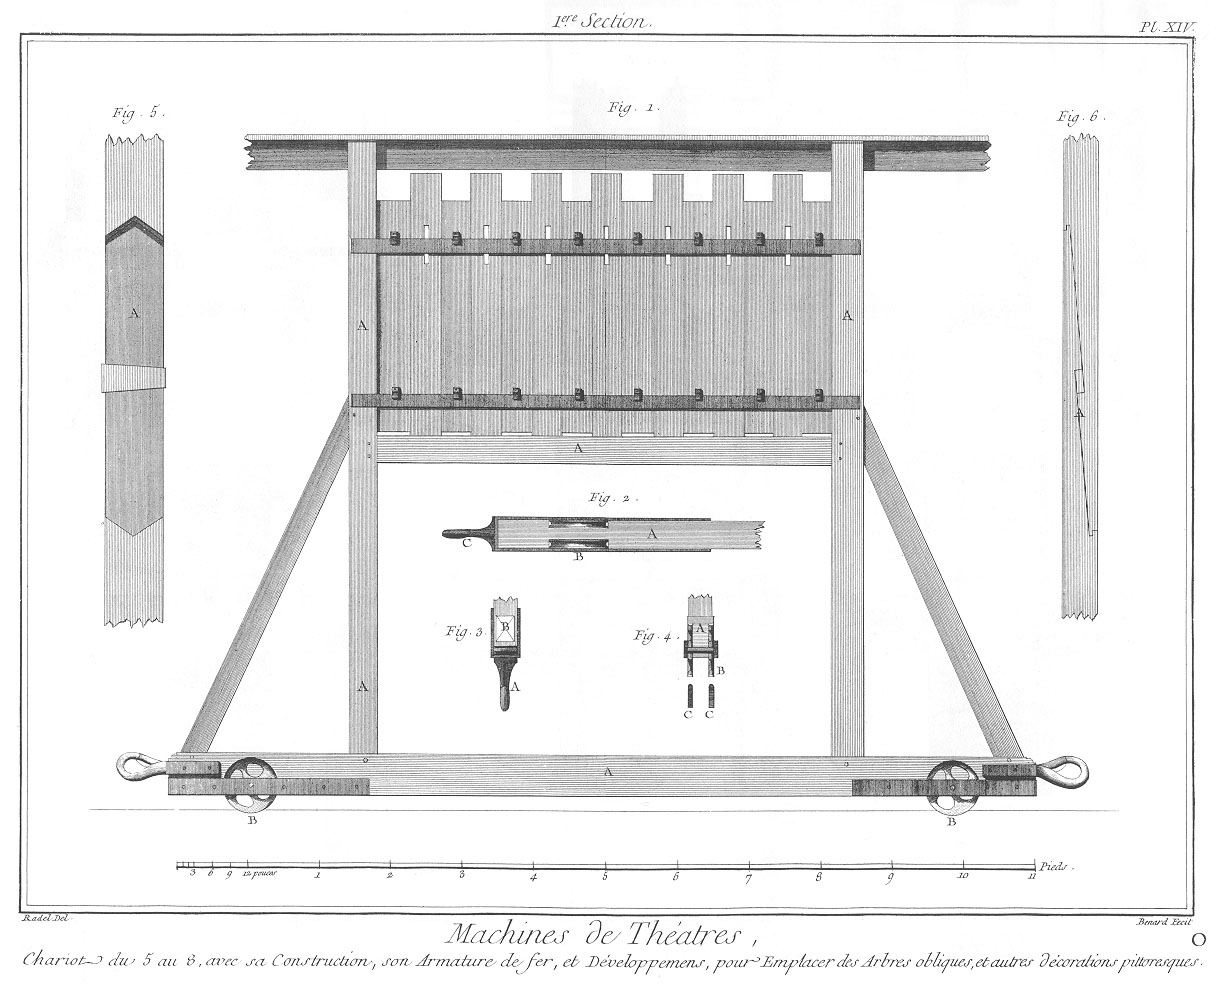 1.ere Section.
Pl. XIV.
Fig. 5.
Fig. 1.
Fig. 6.
A
A
A
A
A
Fig. 2.
A
C
B
Fig. 3.
B
A
Fig. 4.
A
B
C C
A
A
B
B
3 6 9 12 pouces 1 2 3 4 5 6 7 8 9 10 11 Pieds.
Radel Del.
Benard Fecit
Machines de Théatres,
O
Chariot du 5 au 8, avec sa Construction, son Armature de fer, et Développemens, pour Emplacer des Arbres obliques, et autres décorations pittoresques.